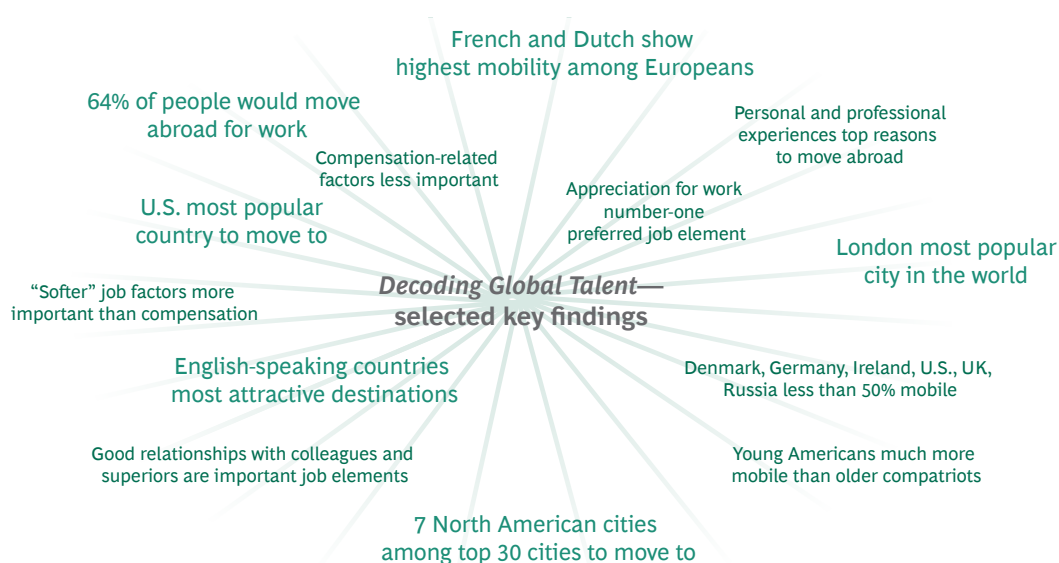 French and Dutch show
highest mobility among Europeans
64% of people would move
abroad for work
Personal and professional
experiences top reasons
to move abroad
Compensation-related
factors less important
Appreciation for work
number-one
preferred job element
U.S. most popular
country to move to
London most popular
city in the world
Decoding Global Talent—
selected key findings
“Softer” job factors more
important than compensation
English-speaking countries
most attractive destinations
Denmark, Germany, Ireland, U.S., UK,
Russia less than 50% mobile
Good relationships with colleagues and
superiors are important job elements
Young Americans much more
mobile than older compatriots
7 North American cities
among top 30 cities to move to